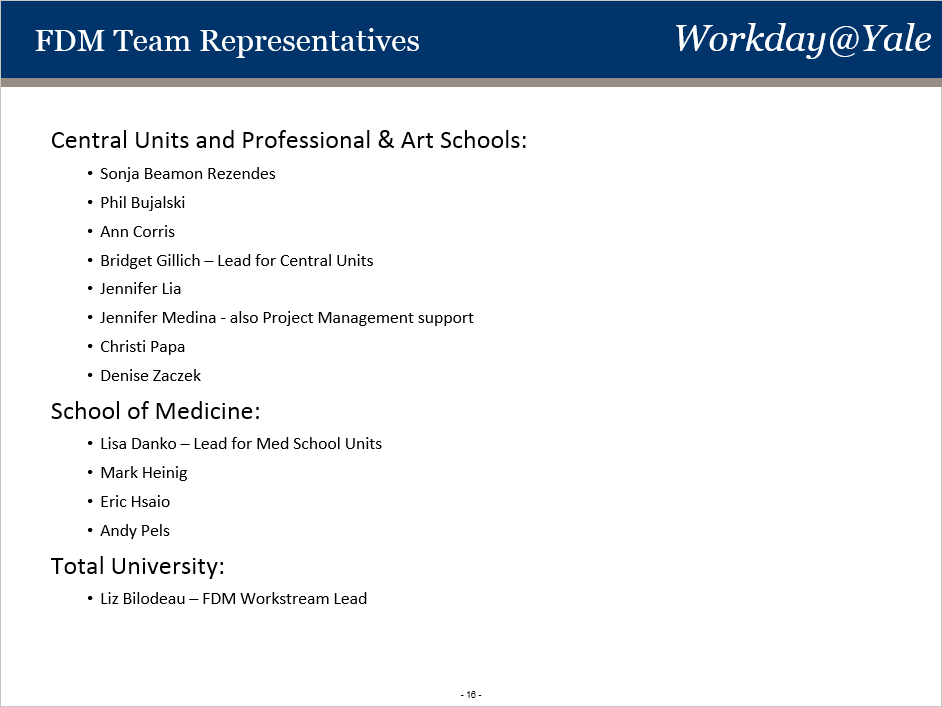 FDM Team Representatives
Workday@Yale
Central Units and Professional & Art Schools:
• Sonja Beamon Rezendes
• Phil Bujalski
• Ann Corris
• Bridget Gillich – Lead for Central Units
• Jennifer Lia
• Jennifer Medina - also Project Management support
• Christi Papa
• Denise Zaczek
School of Medicine:
• Lisa Danko – Lead for Med School Units
• Mark Heinig
• Eric Hsaio
• Andy Pels
Total University:
• Liz Bilodeau – FDM Workstream Lead
- 16 -